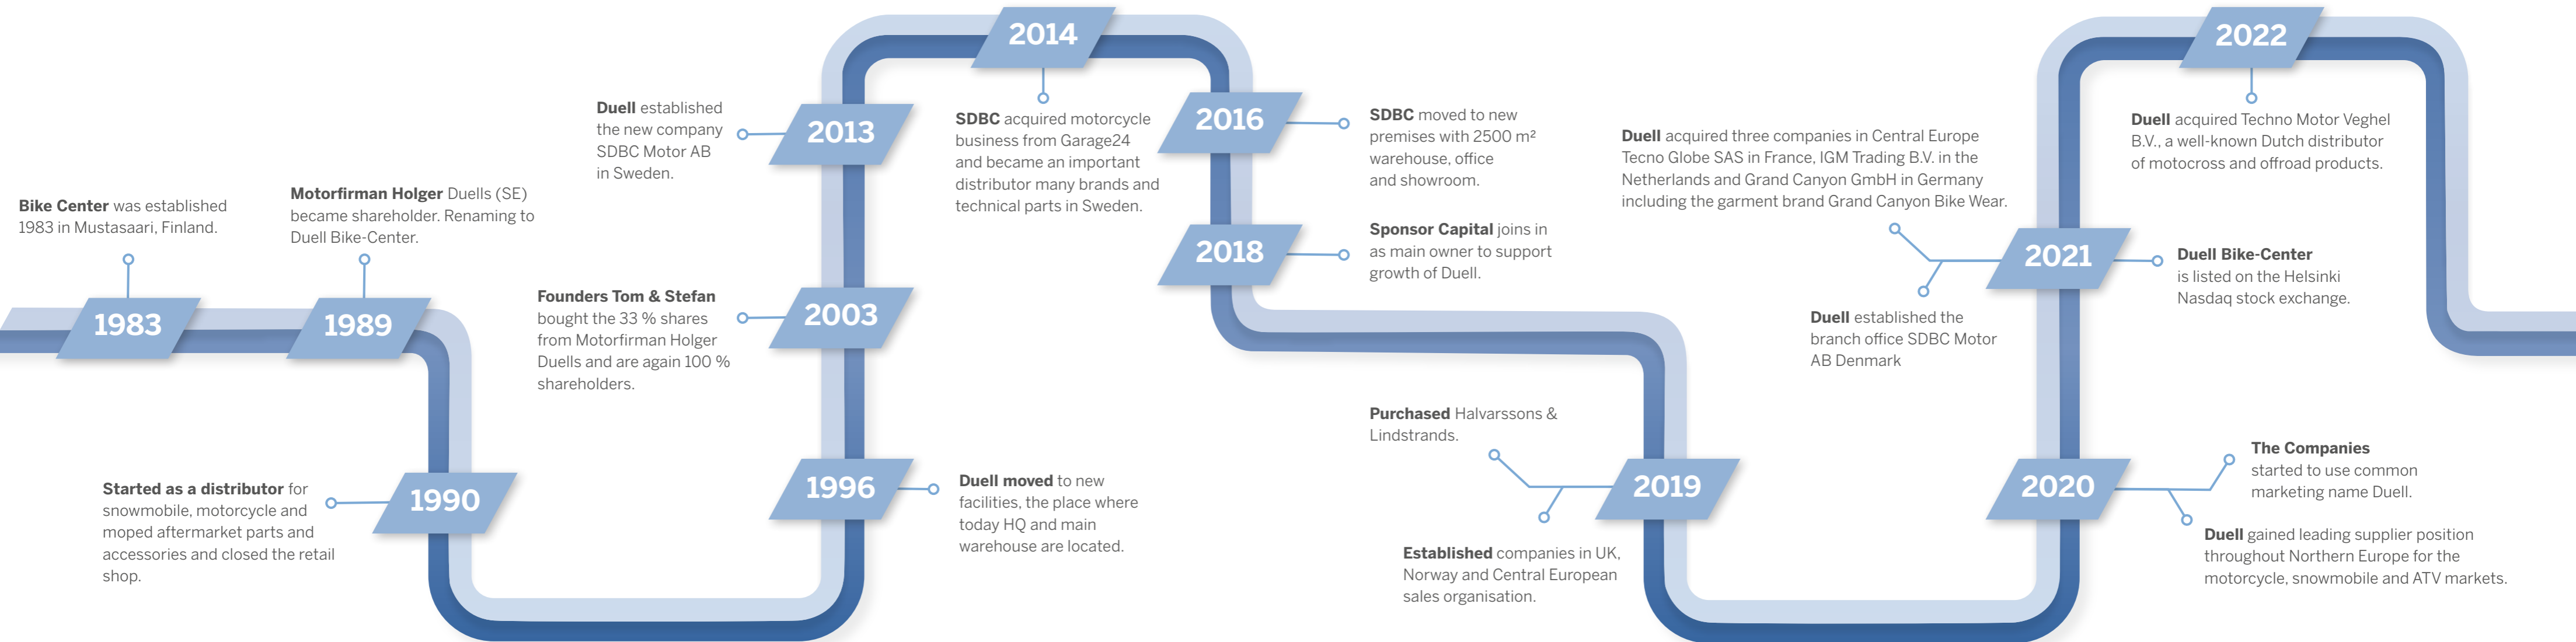 1983
Bike Center was established
1983 in Mustasaari, Finland.
1989
Motorfirman Holger Duells (SE)
became shareholder. Renaming to
Duell Bike-Center.
1990
Started as a distributor for
snowmobile, motorcycle and
moped aftermarket parts and
accessories and closed the retail
shop.
1996
Duell moved to new
facilities, the place where
today HQ and main
warehouse are located.
2003
Founders Tom & Stefan
bought the 33 % shares
from Motorfirman Holger
Duells and are again 100 %
shareholders.
2013
Duell established
the new company
SDBC Motor AB
in Sweden.
2014
SDBC acquired motorcycle
business from Garage24
and became an important
distributor many brands and
technical parts in Sweden.
2016
SDBC moved to new
premises with 2500 m²
warehouse, office
and showroom.
2018
Sponsor Capital joins in
as main owner to support
growth of Duell.
2019
Purchased Halvarssons &
Lindstrands.
Established companies in UK,
Norway and Central European
sales organisation.
2020
The Companies
started to use common
marketing name Duell.
Duell gained leading supplier position
throughout Northern Europe for the
motorcycle, snowmobile and ATV markets.
2021
Duell acquired three companies in Central Europe
Tecno Globe SAS in France, IGM Trading B.V. in the
Netherlands and Grand Canyon GmbH in Germany
including the garment brand Grand Canyon Bike Wear.
Duell established the
branch office SDBC Motor
AB Denmark
Duell Bike-Center
is listed on the Helsinki
Nasdaq stock exchange.
2022
Duell acquired Techno Motor Veghel
B.V., a well-known Dutch distributor
of motocross and offroad products.